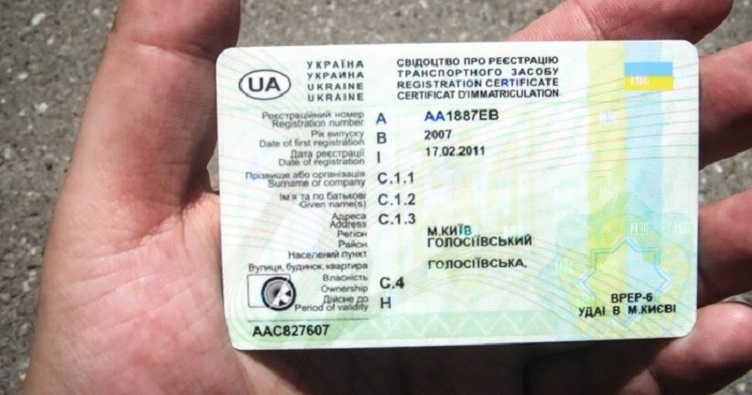 UA
УКРАЇНА
УКРАИНА
UKRAINE
UKRAINE
СВІДОЦТВО ПРО РЕЄСТРАЦІЮ
ТРАНСПОРТНОГО ЗАСОБУ
REGISTRATION CERTIFICATE
CERTIFICAT D'IMMATRICULATION
Реєстраційний номер
Registration number A AA1887EB
Рік випуску
Date of first registration B 2007
Дата реєстрації
Date of registration I 17.02.2011
Прізвище або організація
Surname or company C.1.1
Ім'я та по батькові
Given name(s) C.1.2
Адреса
Address C.1.3
Регіон М.КИЇВ
Район ГОЛОСІЇВСЬКИЙ
Населений пункт
Вулиця, будинок, квартира ГОЛОСІЇВСЬКА,
Власність
Ownership C.4
Дійсне до
Period of validity H
ВРЕР-6
УДАІ В М.КИЄВІ
ААС827607